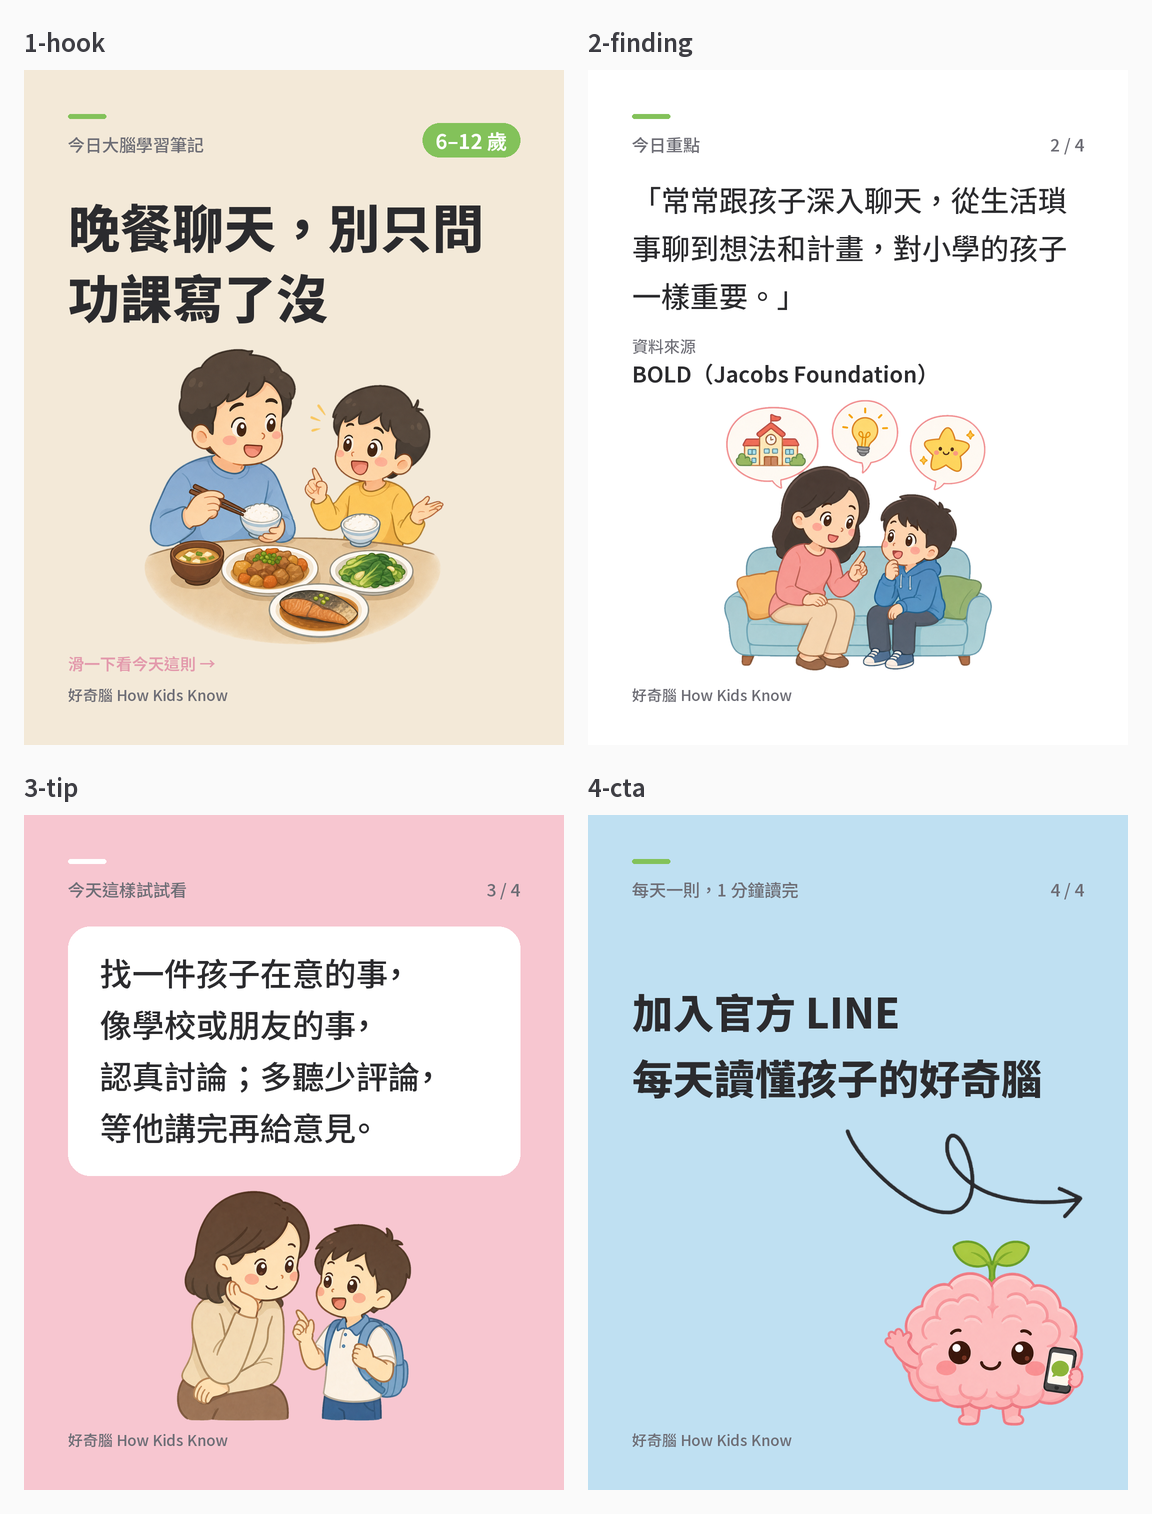 1-hook
今日大腦學習筆記
6–12 歲
晚餐聊天，別只問
功課寫了沒
滑一下看今天這則 →
好奇腦 How Kids Know
2-finding
今日重點
2 / 4
「常常跟孩子深入聊天，從生活瑣
事聊到想法和計畫，對小學的孩子
一樣重要。」
資料來源
BOLD（Jacobs Foundation）
好奇腦 How Kids Know
3-tip
今天這樣試試看
3 / 4
找一件孩子在意的事，
像學校或朋友的事，
認真討論；多聽少評論，
等他講完再給意見。
好奇腦 How Kids Know
4-cta
每天一則，1 分鐘讀完
4 / 4
加入官方 LINE
每天讀懂孩子的好奇腦
好奇腦 How Kids Know